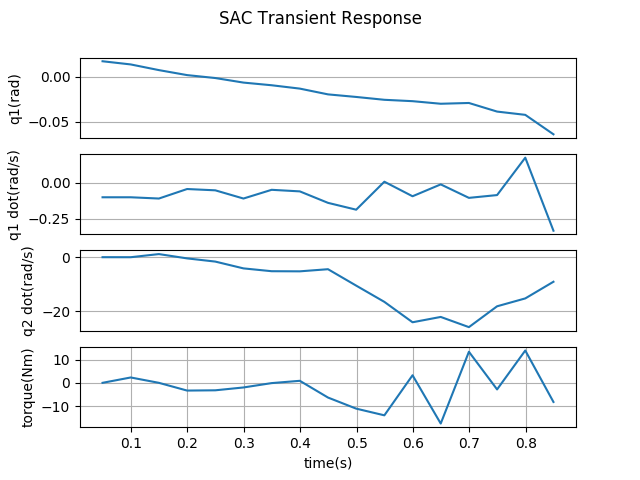 SAC Transient Response
q1(rad)
0.00
−0.05
q1 dot(rad/s)
0.00
−0.25
q2 dot(rad/s)
0
−20
torque(Nm)
10
0
−10
0.1 0.2 0.3 0.4 0.5 0.6 0.7 0.8
time(s)